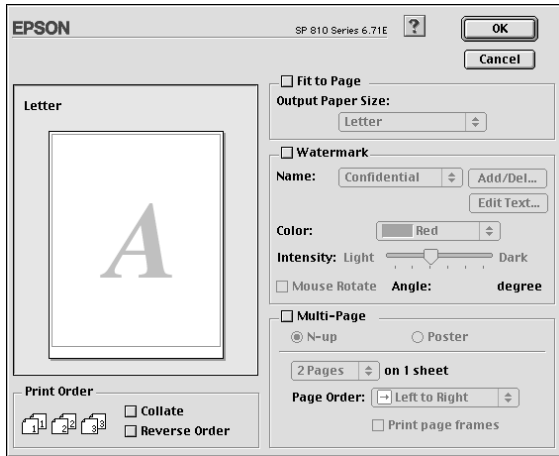 EPSON
SP 810 Series 6.71E
?
OK
Cancel
Letter
A
Print Order
1 1 2 2 3 3
Collate
Reverse Order
Fit to Page
Output Paper Size:
Letter
Watermark
Name: Confidential Add/Del...
Edit Text...
Color: Red
Intensity: Light Dark
Mouse Rotate Angle: degree
Multi-Page
N-up Poster
2 Pages on 1 sheet
Page Order: Left to Right
Print page frames